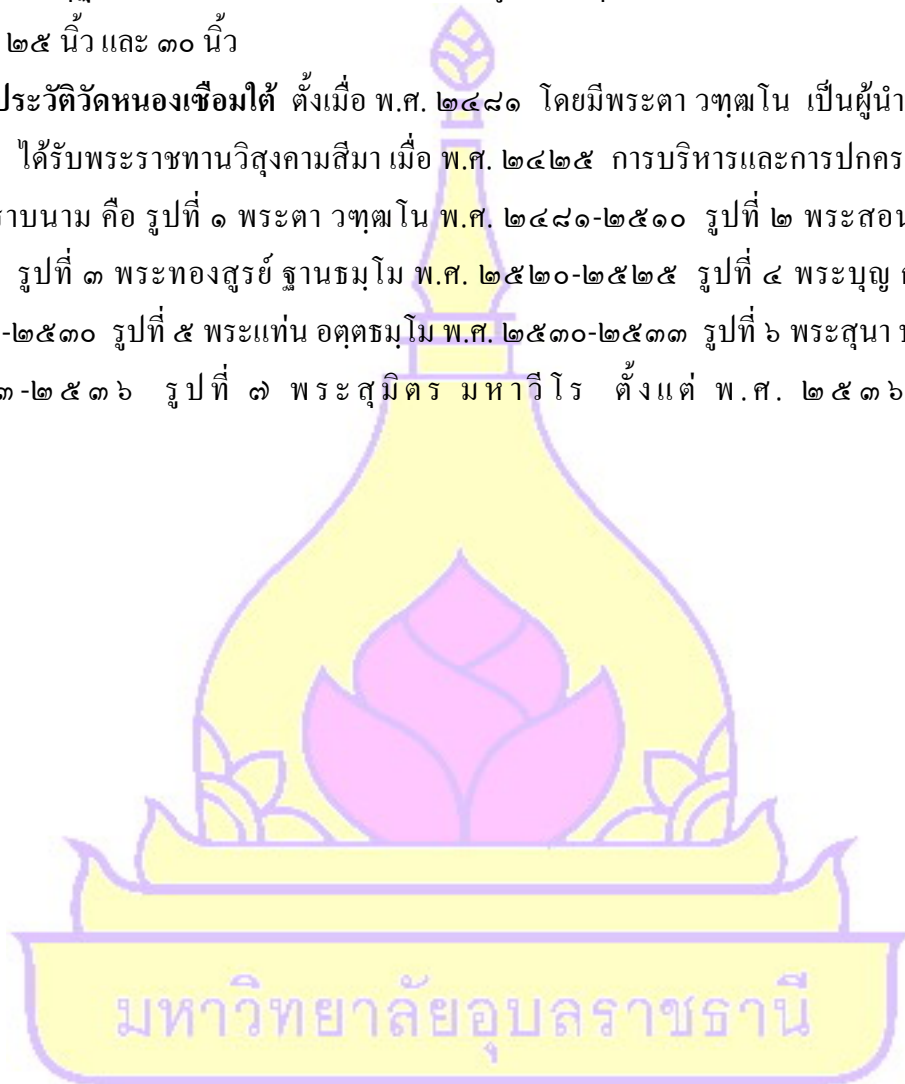 ๒๕ นิ้ว และ ๓๐ นิ้ว
ประวัติวัดหนองเซือมใต้ ตั้งเมื่อ พ.ศ. ๒๔๘๑ โดยมีพระตา วฑฺฒโน เป็นผู้นำ
ได้รับพระราชทานวิสุงคามสีมา เมื่อ พ.ศ. ๒๔๒๕ การบริหารและการปกคร
ราบนาม คือ รูปที่ ๑ พระตา วฑฺฒโน พ.ศ. ๒๔๘๑-๒๕๑๐ รูปที่ ๒ พระสอน
รูปที่ ๓ พระทองสูรย์ ฐานธมฺโม พ.ศ. ๒๕๒๐-๒๕๒๕ รูปที่ ๔ พระบุญ
-๒๕๓๐ รูปที่ ๕ พระแท่น อตฺตธมฺโม พ.ศ. ๒๕๓๐-๒๕๓๓ รูปที่ ๖ พระสุนา
๓-๒๕๓๖ รูปที่ ๗ พระสุมิตร มหาวีโร ตั้งแต่ พ.ศ. ๒๕๓๖
มหาวิทยาลัยอุบลราชธานี